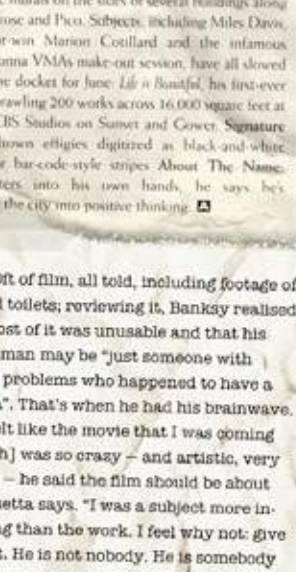 murals on the sides of several buildings along
rose and Pico. Subjects, including Miles Davis,
r-win Marion Cotillard and the infamous
onna VMAs make-out session, have all slowed
e docket for June: Life is Beautiful, his first-ever
rawling 200 works across 16,000 square feet at
CBS Studios on Sunset and Gower. Signature
nown effigies digitized as black-and-white
r bar-code-style stripes About The Name:
ters into his own hands, he says he's
the city into positive thinking. A
oft of film, all told, including footage of
d toilets; reviewing it, Banksy realised
ost of it was unusable and that his
man may be "just someone with
problems who happened to have a
". That's when he had his brainwave.
elt like the movie that I was coming
h] was so crazy – and artistic, very
– he said the film should be about
uetta says. "I was a subject more in-
ng than the work. I feel why not: give
t. He is not nobody. He is somebody